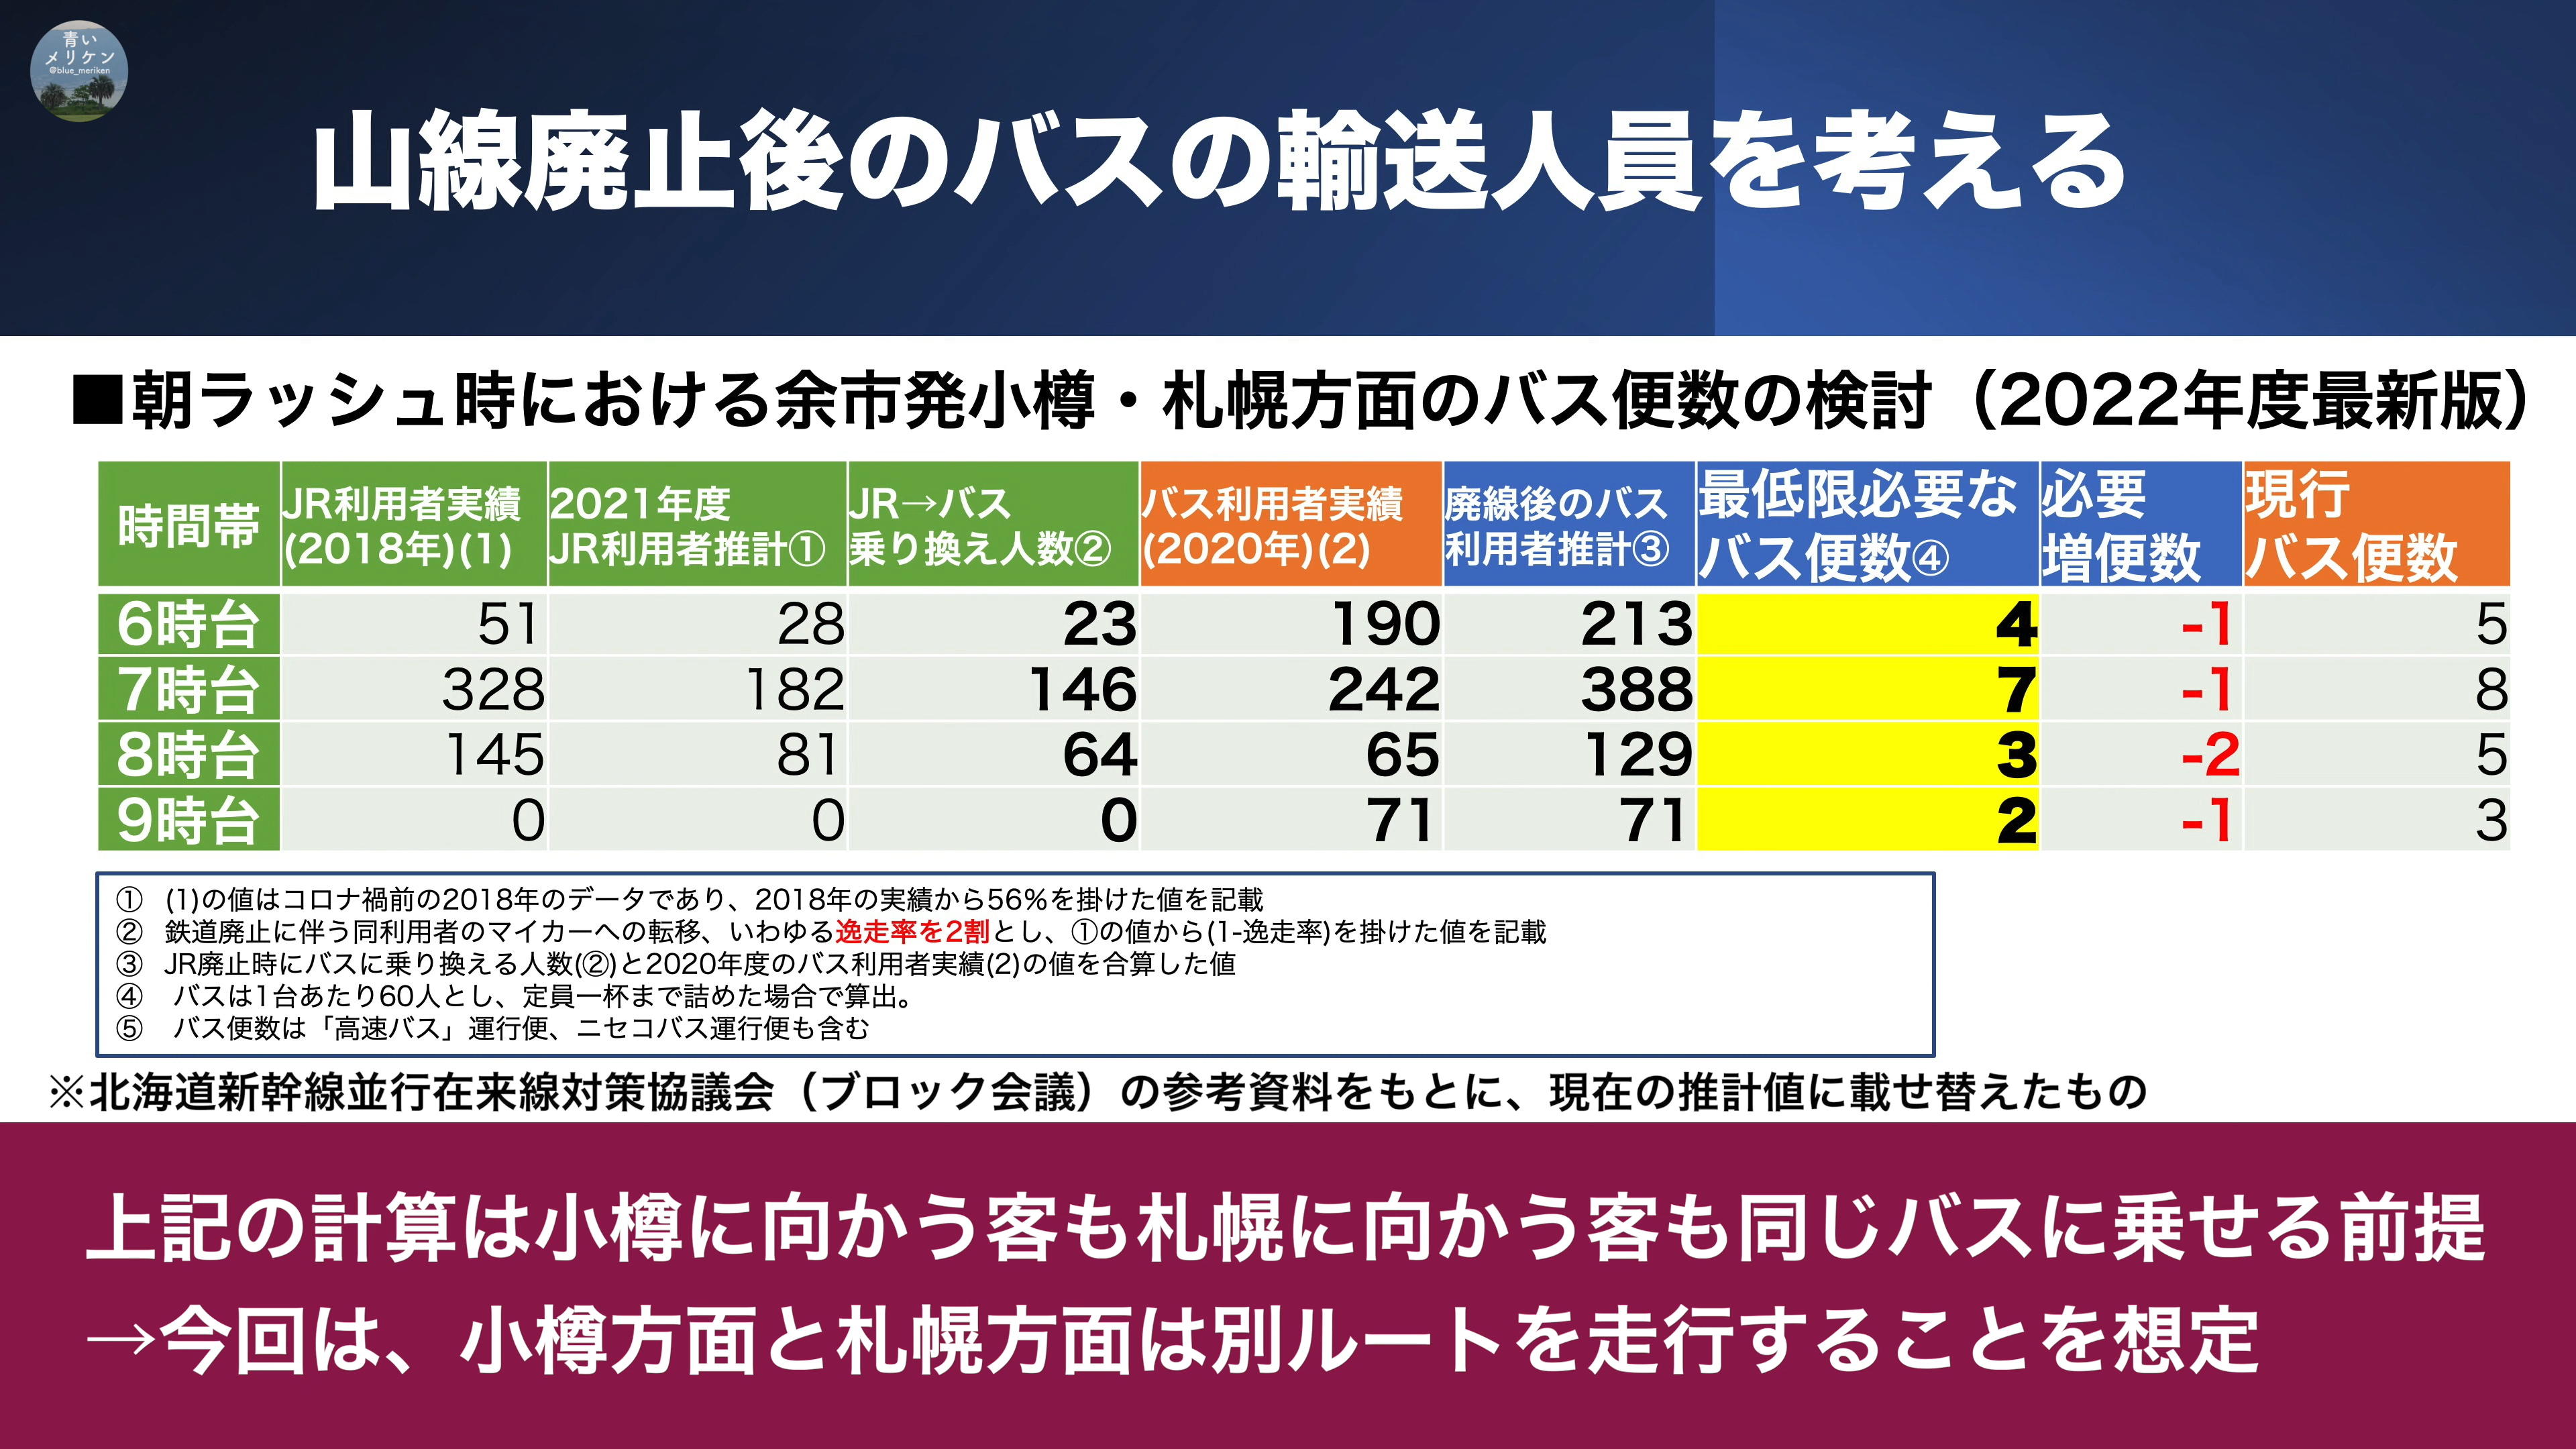 青い
メリケン
@blue_meriken
山線廃止後のバスの輸送人員を考える
■朝ラッシュ時における余市発小樽・札幌方面のバス便数の検討（2022年度最新版）
時間帯 JR利用者実績(2018年)(1) 2021年度JR利用者推計① JR→バス乗り換え人数② バス利用者実績(2020年)(2) 廃線後のバス利用者推計③ 最低限必要なバス便数④ 必要増便数 現行バス便数
6時台 51 28 23 190 213 4 -1 5
7時台 328 182 146 242 388 7 -1 8
8時台 145 81 64 65 129 3 -2 5
9時台 0 0 0 71 71 2 -1 3
① (1)の値はコロナ禍前の2018年のデータであり、2018年の実績から56%を掛けた値を記載
② 鉄道廃止に伴う同利用者のマイカーへの転移、いわゆる逸走率を2割とし、①の値から(1-逸走率)を掛けた値を記載
③ JR廃止時にバスに乗り換える人数(②)と2020年度のバス利用者実績(2)の値を合算した値
④ バスは1台あたり60人とし、定員一杯まで詰めた場合で算出。
⑤ バス便数は「高速バス」運行便、ニセコバス運行便も含む
※北海道新幹線並行在来線対策協議会（ブロック会議）の参考資料をもとに、現在の推計値に載せ替えたもの
上記の計算は小樽に向かう客も札幌に向かう客も同じバスに乗せる前提
→今回は、小樽方面と札幌方面は別ルートを走行することを想定